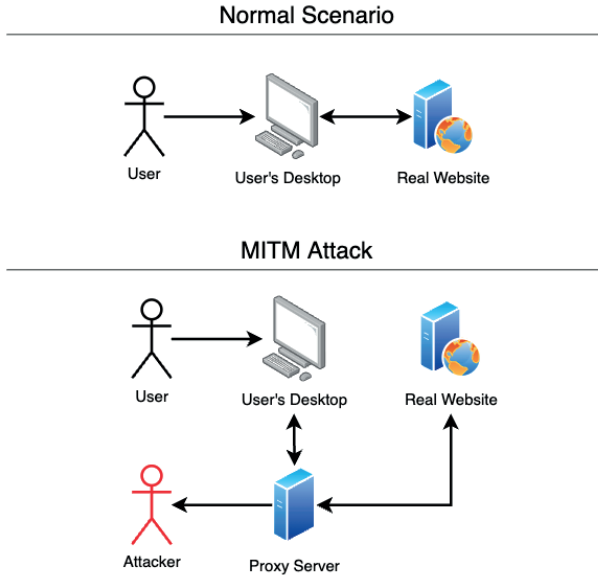 Normal Scenario
User
User's Desktop
Real Website
MITM Attack
User
User's Desktop
Real Website
Attacker
Proxy Server